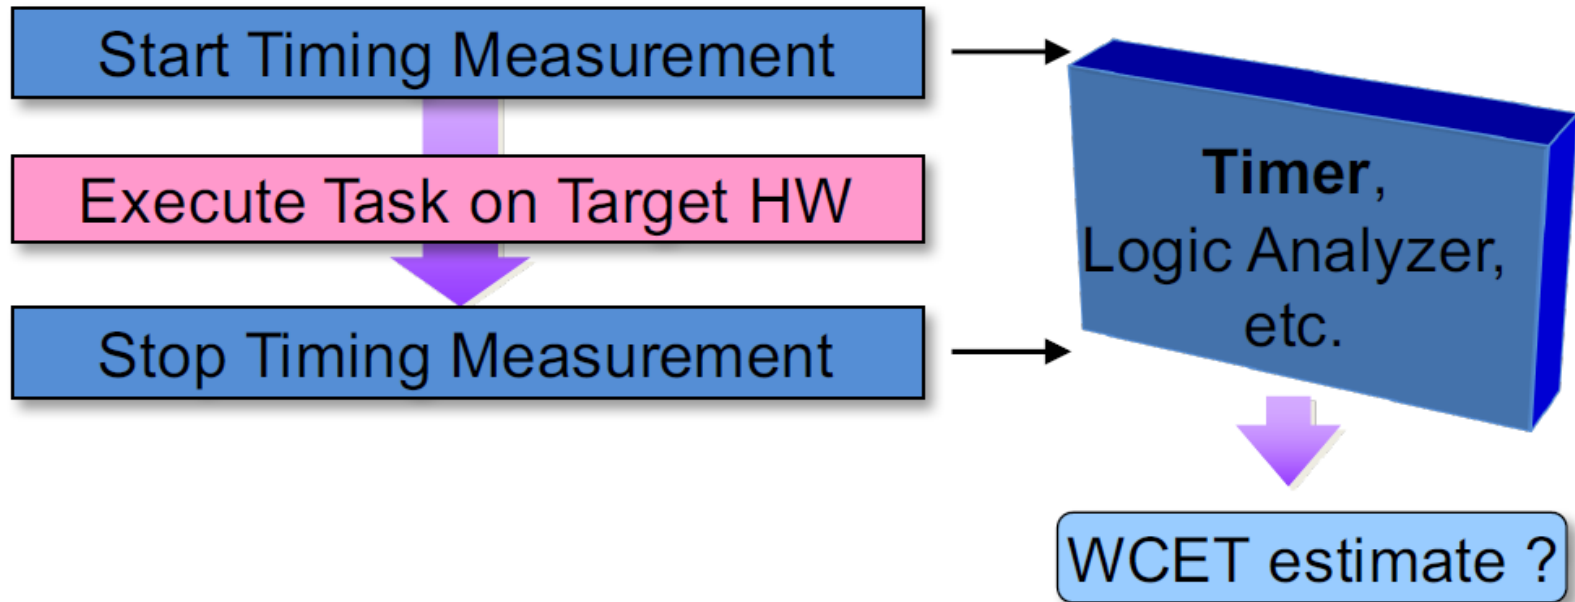 Start Timing Measurement
Execute Task on Target HW
Stop Timing Measurement
Timer,
Logic Analyzer,
etc.
WCET estimate ?